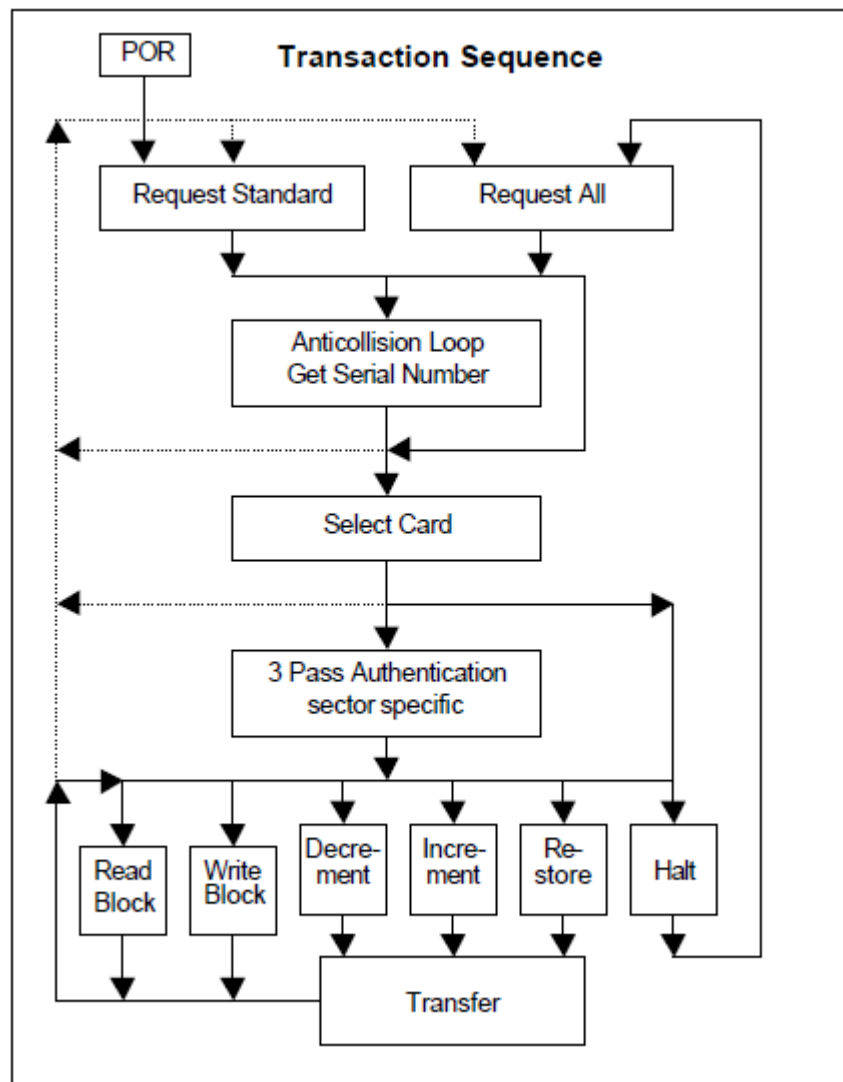 POR
Transaction Sequence
Request Standard
Request All
Anticollision Loop
Get Serial Number
Select Card
3 Pass Authentication
sector specific
Read
Block
Write
Block
Decre-
ment
Incre-
ment
Re-
store
Halt
Transfer